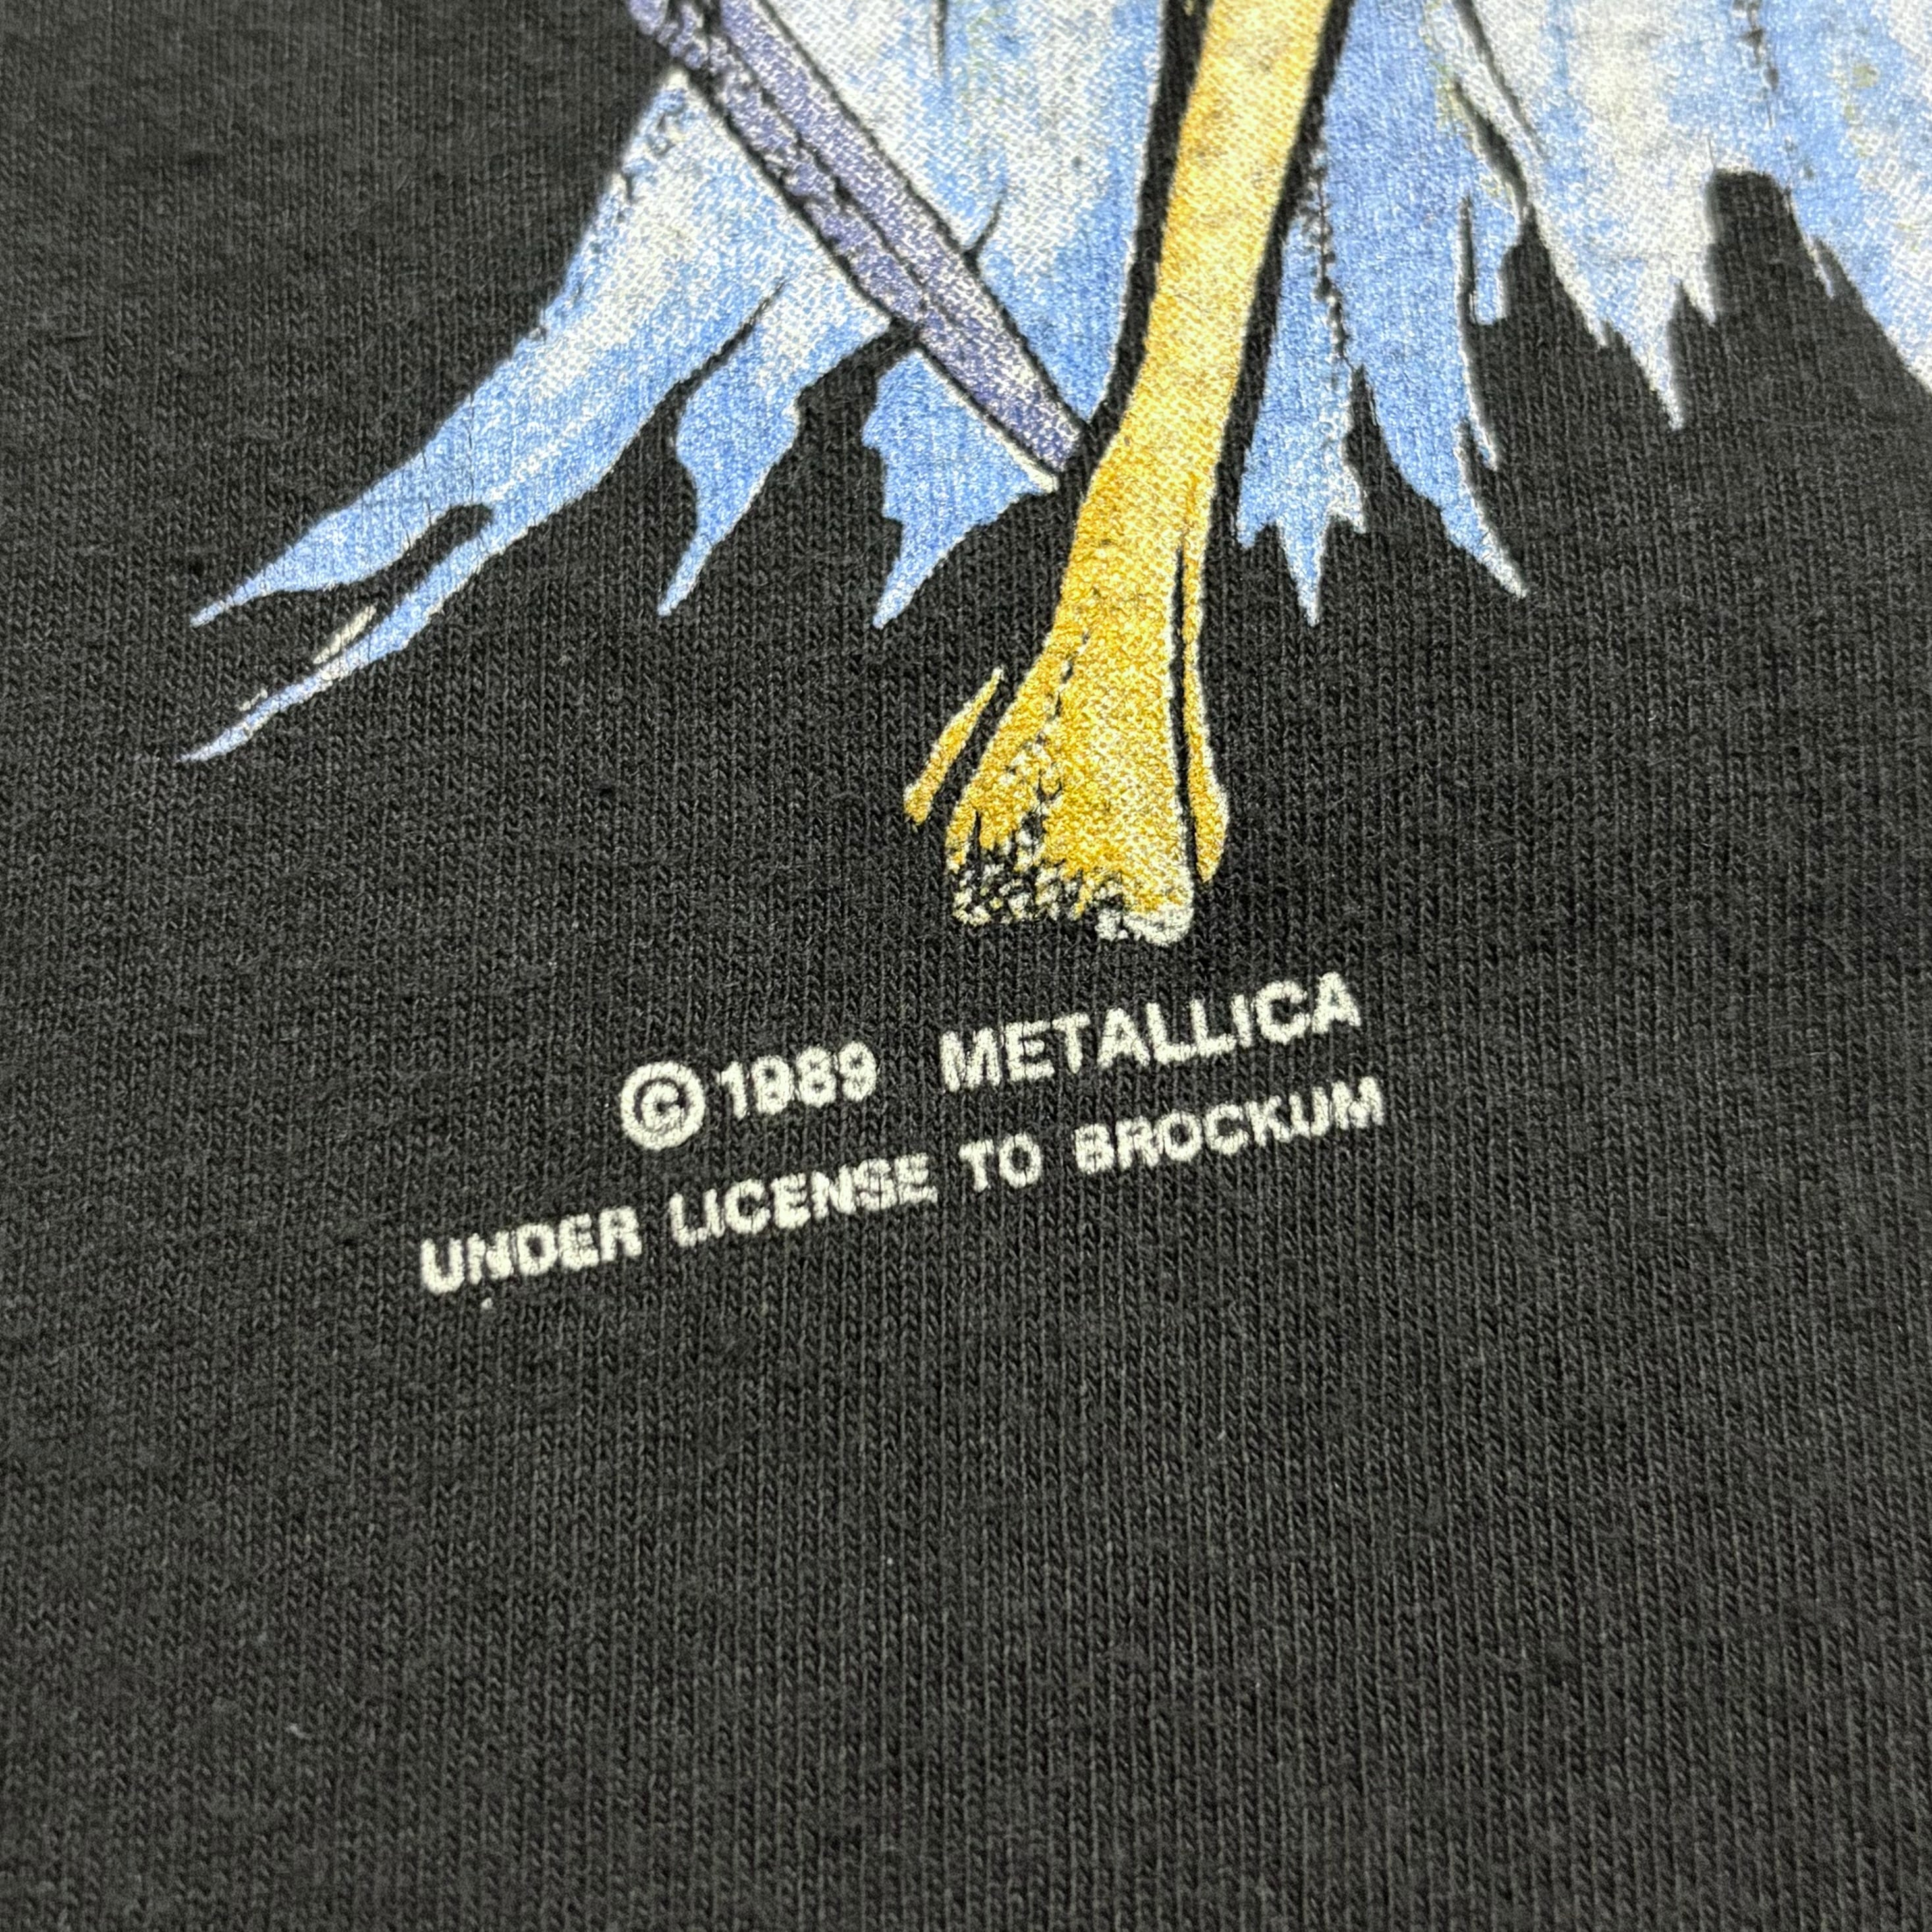 ©1989 METALLICA
UNDER LICENSE TO BROCKUM